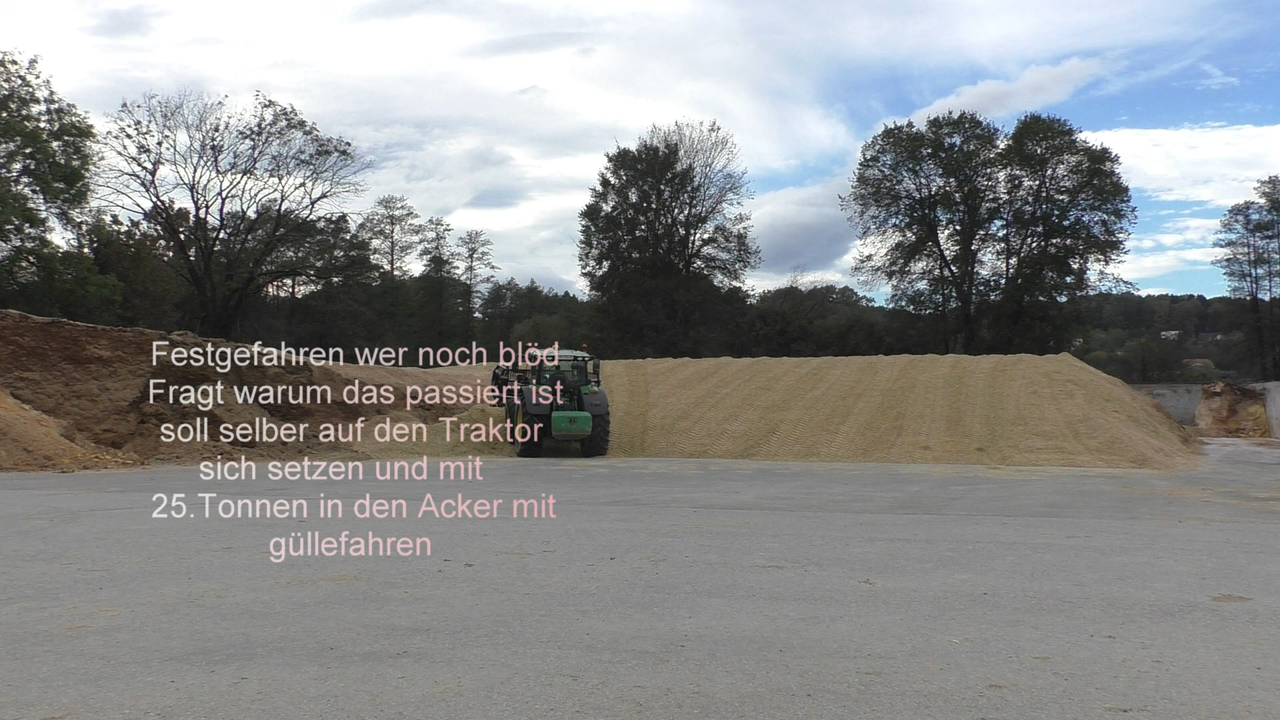 Festgefahren wer noch blöd
Fragt warum das passiert ist
soll selber auf den Traktor
sich setzen und mit
25.Tonnen in den Acker mit
güllefahren